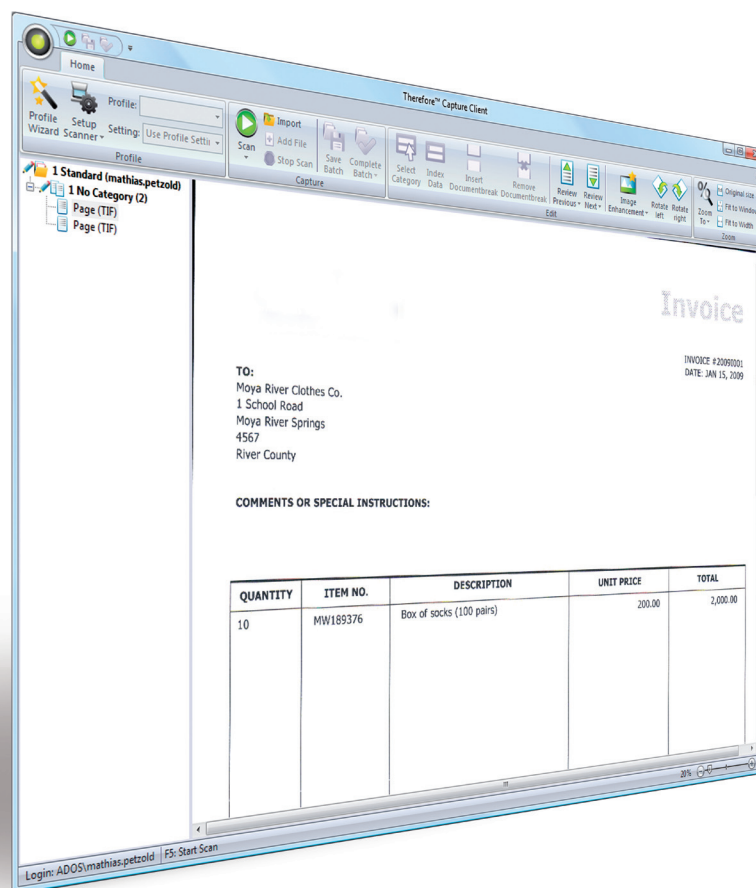 Therefore™ Capture Client
Home
Profile Wizard
Setup Scanner
Profile:
Setting: Use Profile Setti
Profile
Scan
Import
Add File
Stop Scan
Save Batch
Complete Batch
Capture
Select Category
Index Data
Insert Documentbreak
Remove Documentbreak
Review Previous
Review Next
Image Enhancement
Rotate left
Rotate right
Edit
Zoom To
Original size
Fit to Window
Fit to Width
Zoom
1 Standard (mathias.petzold)
1 No Category (2)
Page (TIF)
Page (TIF)
Invoice
INVOICE #20091001
DATE: JAN 15, 2009
TO:
Moya River Clothes Co.
1 School Road
Moya River Springs
4567
River County
COMMENTS OR SPECIAL INSTRUCTIONS:
QUANTITY ITEM NO. DESCRIPTION UNIT PRICE TOTAL
10 MW189376 Box of socks (100 pairs) 200.00 2,000.00
20%
Login: ADOS\mathias.petzold F5: Start Scan